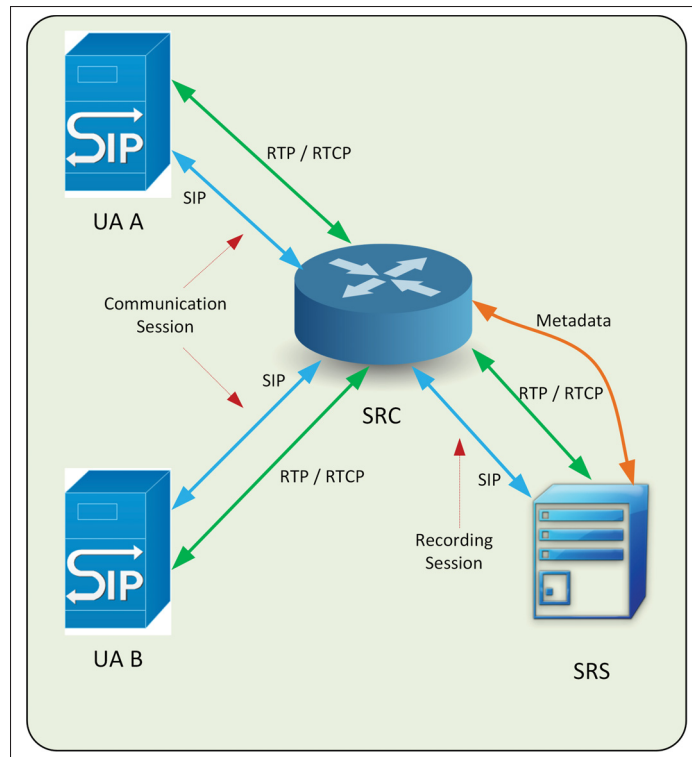 SIP
RTP / RTCP
SIP
UA A
Communication
Session
Metadata
SIP
SRC
RTP / RTCP
RTP / RTCP
SIP
SIP
Recording
Session
UA B
SRS